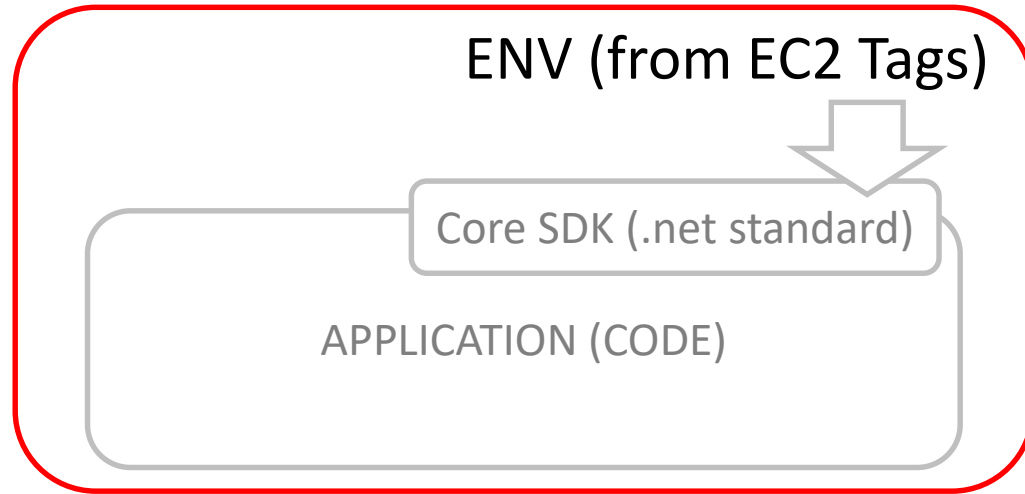 ENV (from EC2 Tags)
Core SDK (.net standard)
APPLICATION (CODE)